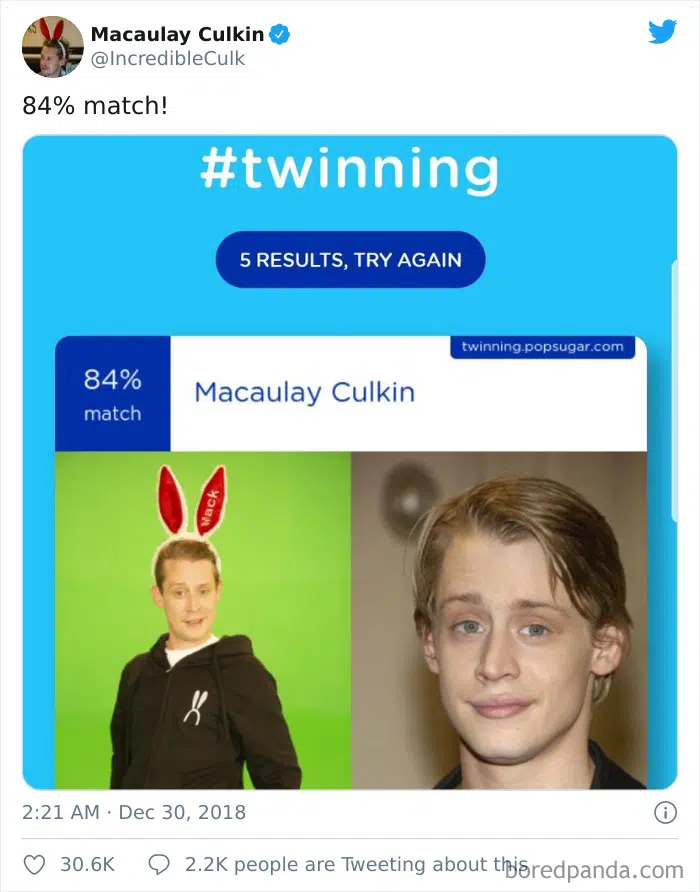 Macaulay Culkin
@IncredibleCulk
84% match!
#twinning
5 RESULTS, TRY AGAIN
twinning.popsugar.com
84%
match
Macaulay Culkin
Mack
2:21 AM · Dec 30, 2018
30.6K
2.2K people are Tweeting about this
boredpanda.com